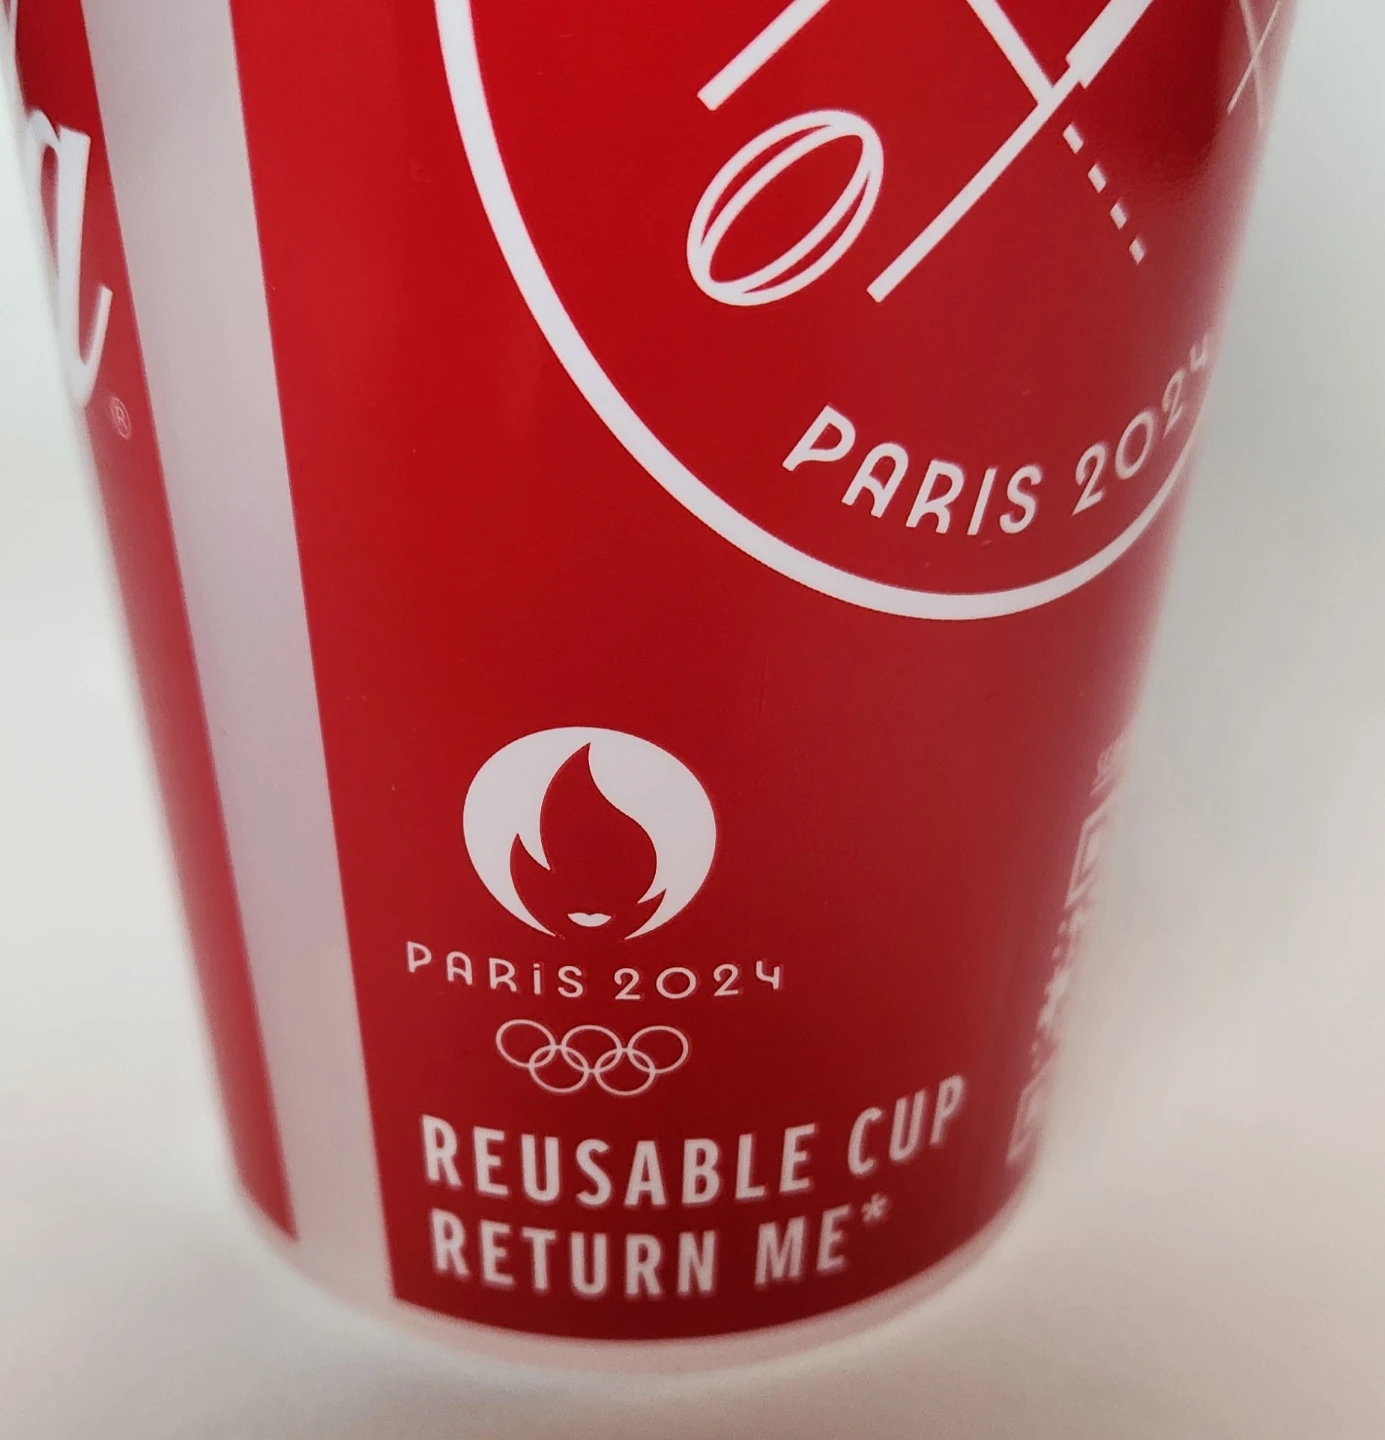 a®
PARIS 2024
PARiS 2024
REUSABLE CUP
RETURN ME*